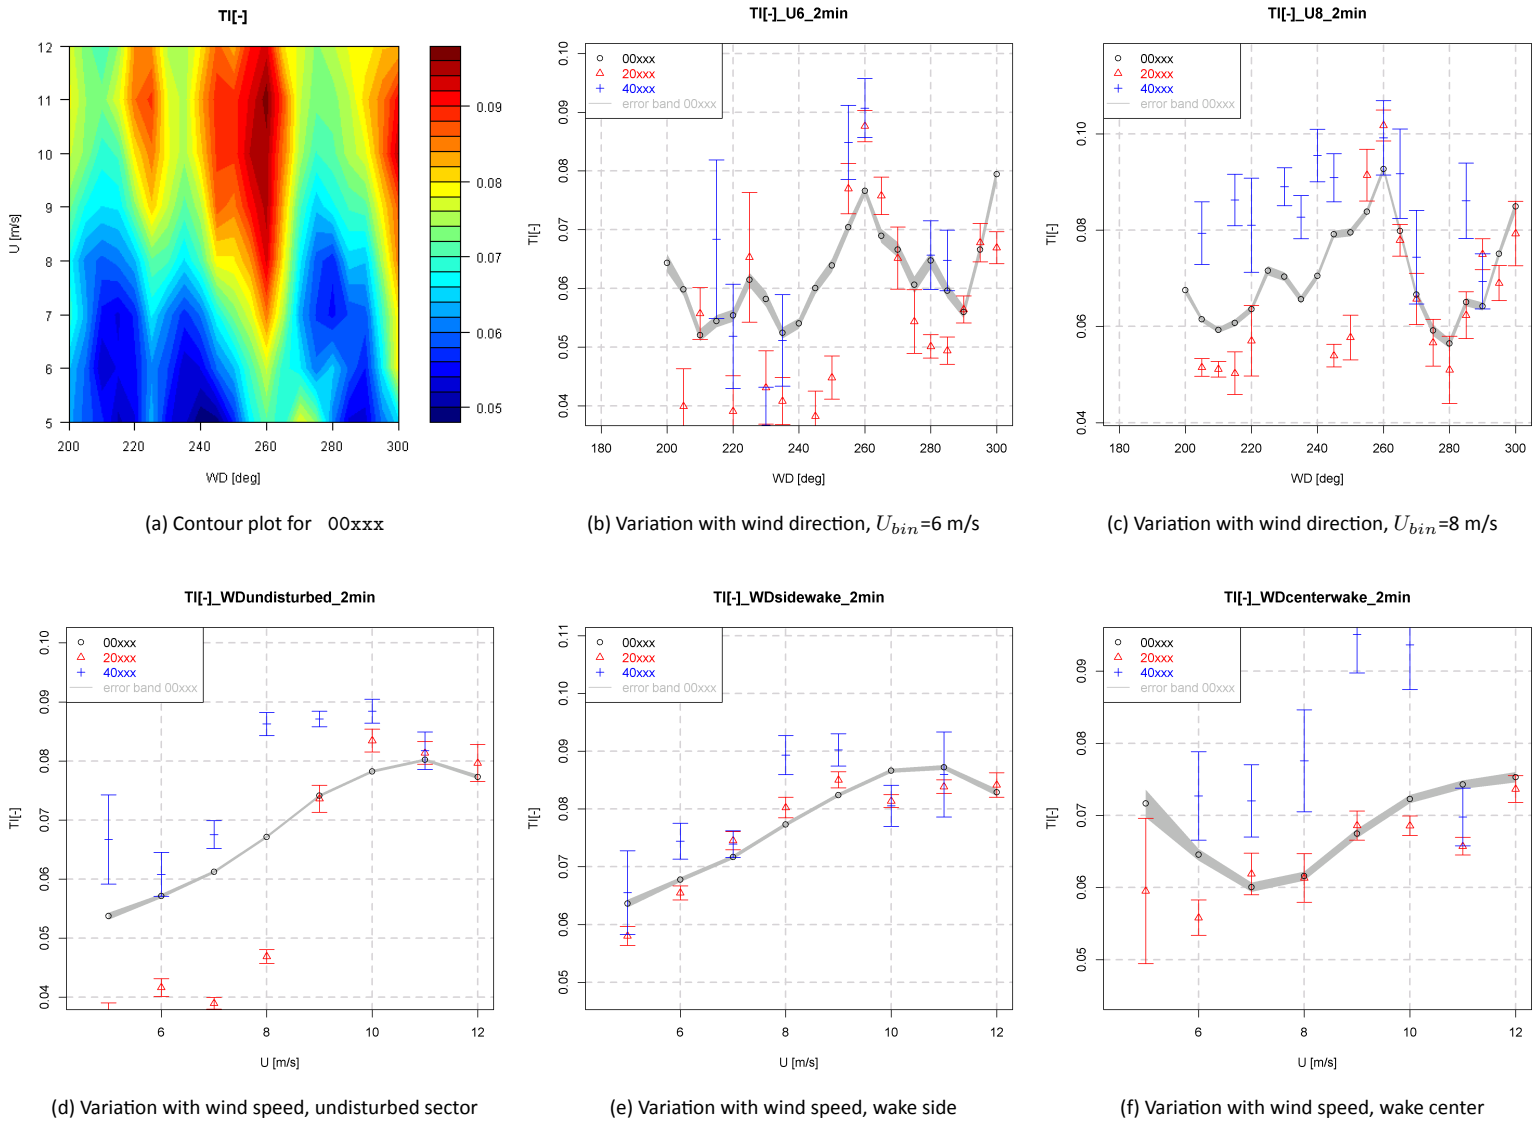 TI[-]
12
11
10
9
8
7
6
5
U [m/s]
200
220
240
260
280
300
WD [deg]
0.09
0.08
0.07
0.06
0.05
(a) Contour plot for 00xxx
TI[-]_U6_2min
00xxx
20xxx
40xxx
error band 00xxx
0.10
0.09
0.08
0.07
0.06
0.05
0.04
TI[-]
180
200
220
240
260
280
300
WD [deg]
(b) Variation with wind direction, U_bin=6 m/s
TI[-]_U8_2min
00xxx
20xxx
40xxx
error band 00xxx
0.10
0.08
0.06
0.04
TI[-]
180
200
220
240
260
280
300
WD [deg]
(c) Variation with wind direction, U_bin=8 m/s
TI[-]_WDundisturbed_2min
00xxx
20xxx
40xxx
error band 00xxx
0.10
0.09
0.08
0.07
0.06
0.05
0.04
TI[-]
6
8
10
12
U [m/s]
(d) Variation with wind speed, undisturbed sector
TI[-]_WDsidewake_2min
00xxx
20xxx
40xxx
error band 00xxx
0.11
0.10
0.09
0.08
0.07
0.06
0.05
TI[-]
6
8
10
12
U [m/s]
(e) Variation with wind speed, wake side
TI[-]_WDcenterwake_2min
00xxx
20xxx
40xxx
error band 00xxx
0.09
0.08
0.07
0.06
0.05
TI[-]
6
8
10
12
U [m/s]
(f) Variation with wind speed, wake center